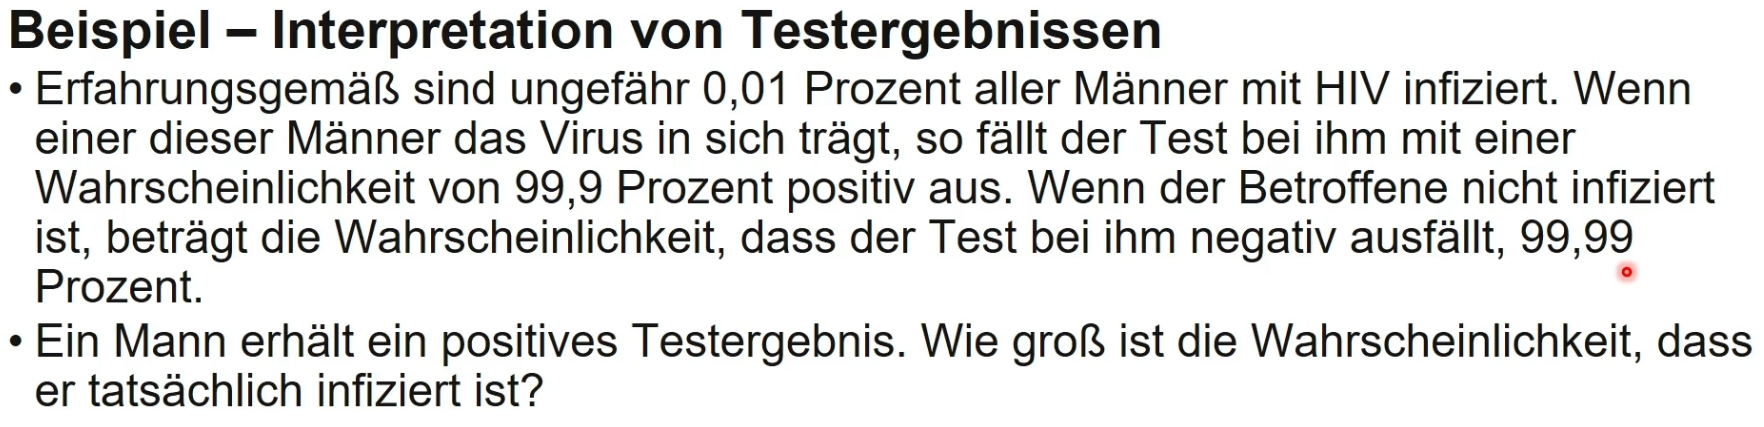 Beispiel – Interpretation von Testergebnissen
• Erfahrungsgemäß sind ungefähr 0,01 Prozent aller Männer mit HIV infiziert. Wenn
einer dieser Männer das Virus in sich trägt, so fällt der Test bei ihm mit einer
Wahrscheinlichkeit von 99,9 Prozent positiv aus. Wenn der Betroffene nicht infiziert
ist, beträgt die Wahrscheinlichkeit, dass der Test bei ihm negativ ausfällt, 99,99
Prozent.
• Ein Mann erhält ein positives Testergebnis. Wie groß ist die Wahrscheinlichkeit, dass
er tatsächlich infiziert ist?